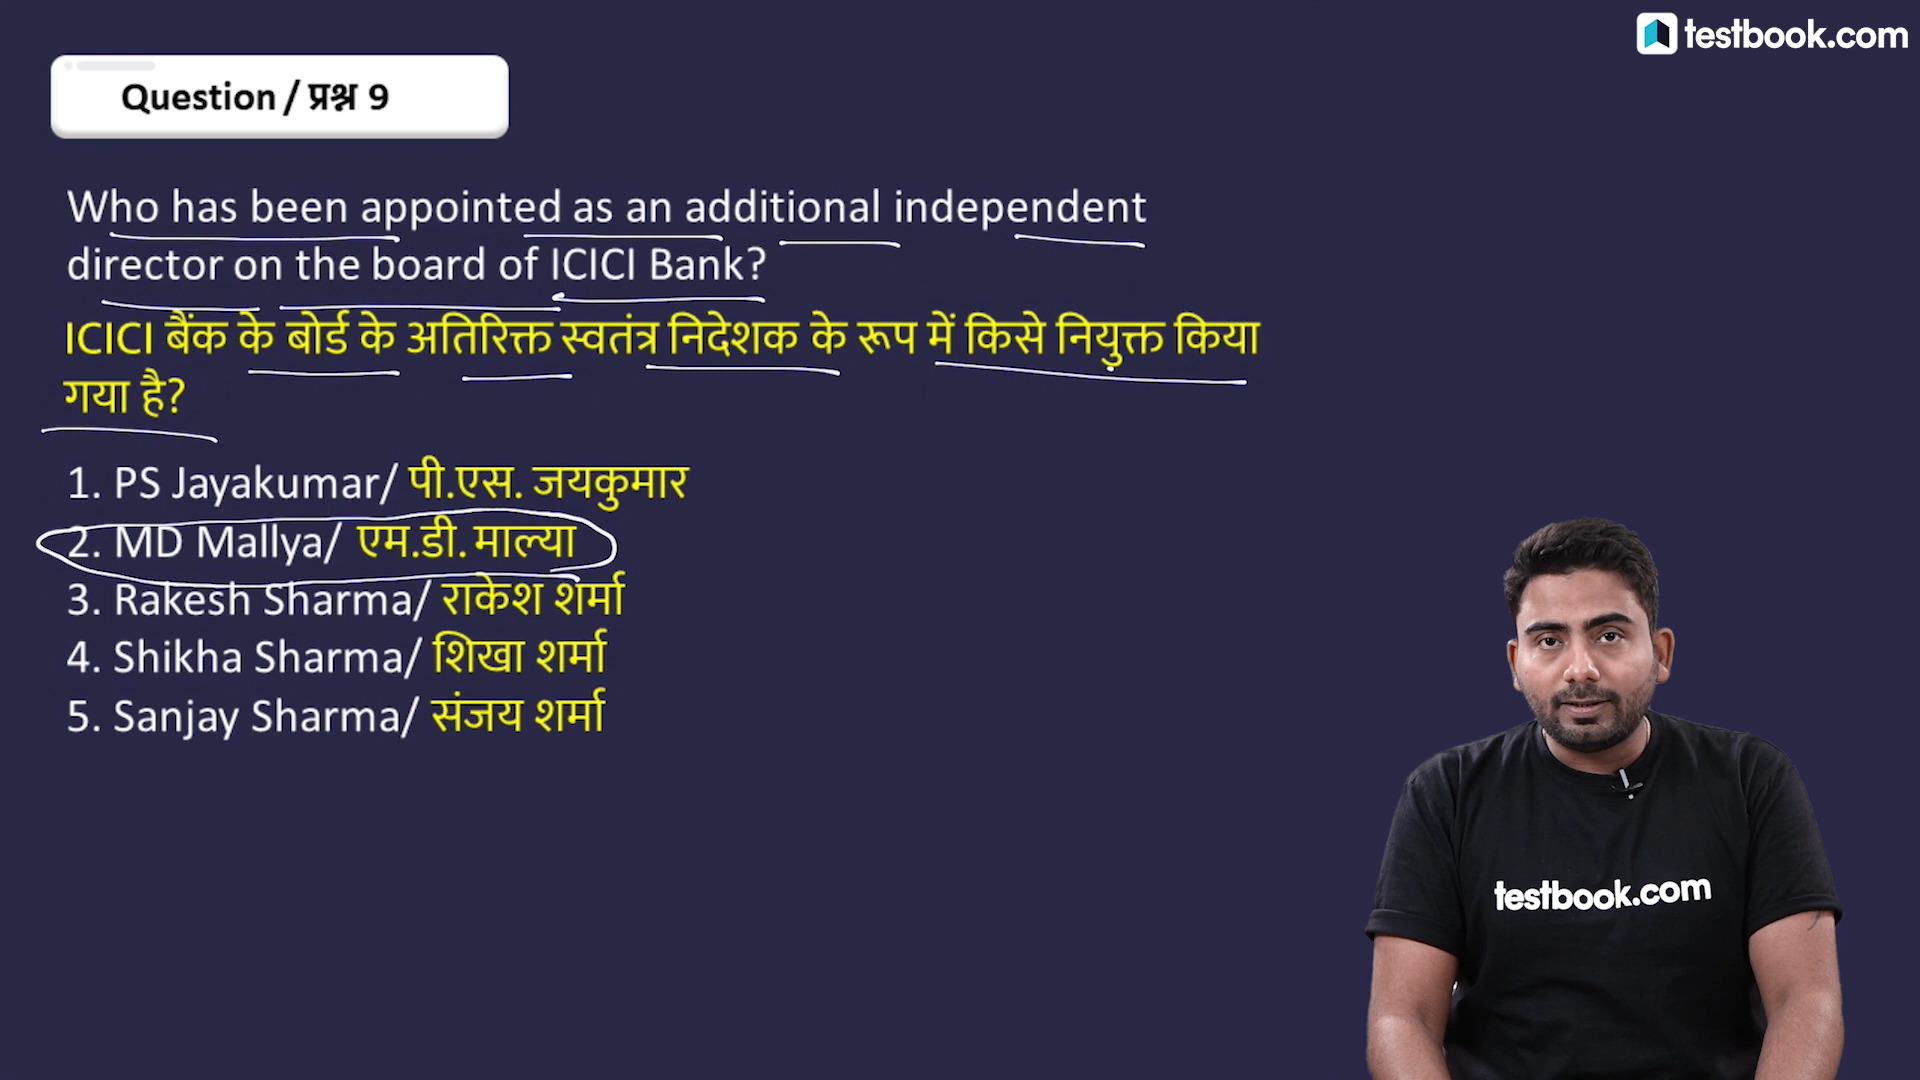 testbook.com
Question / प्रश्न 9
Who has been appointed as an additional independent
director on the board of ICICI Bank?
ICICI बैंक के बोर्ड के अतिरिक्त स्वतंत्र निदेशक के रूप में किसे नियुक्त किया
गया है?
1. PS Jayakumar/ पी.एस. जयकुमार
2. MD Mallya/ एम.डी. माल्या
3. Rakesh Sharma/ राकेश शर्मा
4. Shikha Sharma/ शिखा शर्मा
5. Sanjay Sharma/ संजय शर्मा
testbook.com